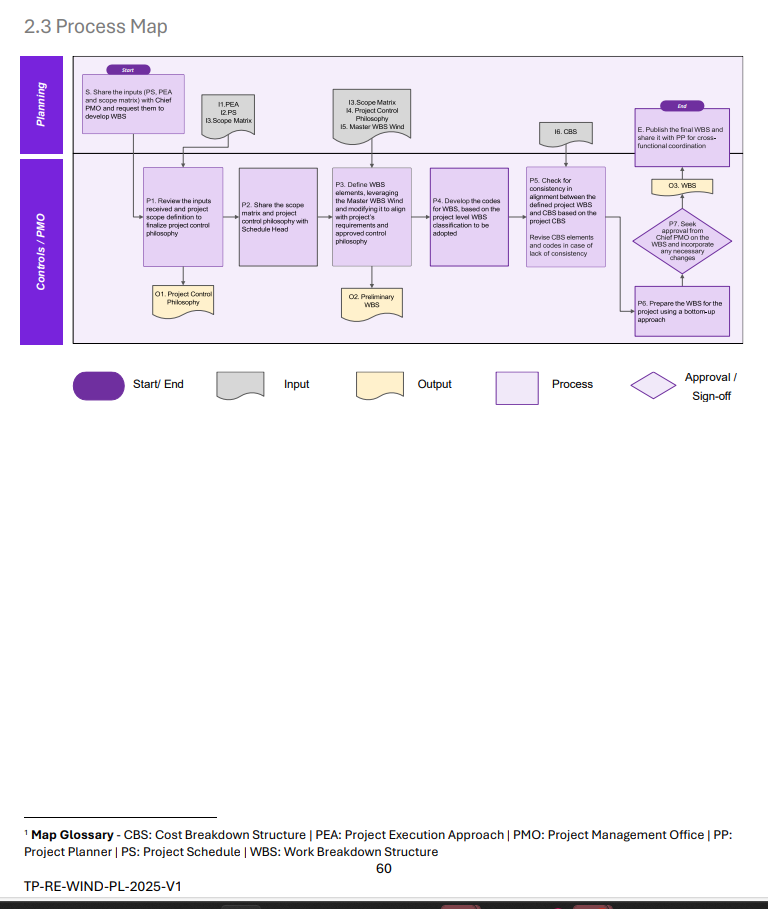 2.3 Process Map
Planning
Start
S. Share the inputs (PS, PEA
and scope matrix) with Chief
PMO and request them to
develop WBS
I1.PEA
I2.PS
I3.Scope Matrix
I3.Scope Matrix
I4. Project Control
Philosophy
I5. Master WBS Wind
I6. CBS
End
E. Publish the final WBS and
share it with PP for cross-
functional coordination
Controls / PMO
P1. Review the inputs
received and project
scope definition to
finalize project control
philosophy
P2. Share the scope
matrix and project
control philosophy with
Schedule Head
P3. Define WBS
elements, leveraging
the Master WBS Wind
and modifying it to align
with project's
requirements and
approved control
philosophy
P4. Develop the codes
for WBS, based on the
project level WBS
classification to be
adopted
P5. Check for
consistency in
alignment between the
defined project WBS
and CBS based on the
project CBS
Revise CBS elements
and codes in case of
lack of consistency
O3. WBS
P7. Seek
approval from
Chief PMO on the
WBS and incorporate
any necessary
changes
P6. Prepare the WBS for the
project using a bottom-up
approach
O1. Project Control
Philosophy
O2. Preliminary
WBS
Start/ End
Input
Output
Process
Approval /
Sign-off
1 Map Glossary - CBS: Cost Breakdown Structure | PEA: Project Execution Approach | PMO: Project Management Office | PP:
Project Planner | PS: Project Schedule | WBS: Work Breakdown Structure
60
TP-RE-WIND-PL-2025-V1